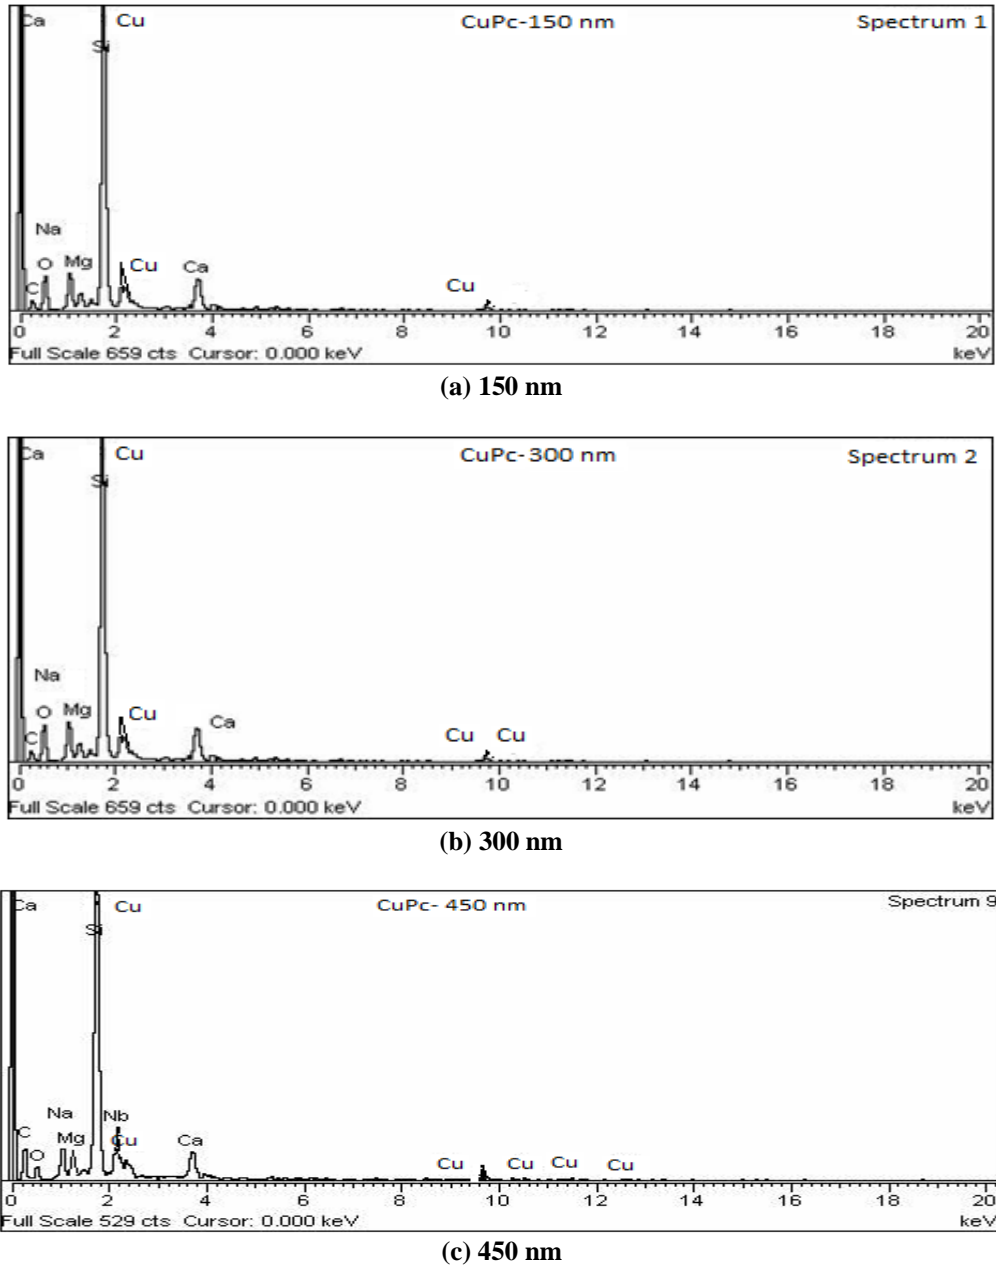 Ca Cu CuPc-150 nm Spectrum 1
Si
Na
O Mg Cu Ca
C Cu
0 2 4 6 8 10 12 14 16 18 20
Full Scale 659 cts Cursor: 0.000 keV keV
(a) 150 nm
Ca Cu CuPc-300 nm Spectrum 2
Si
Na
O Mg Cu Ca
C Cu Cu
0 2 4 6 8 10 12 14 16 18 20
Full Scale 659 cts Cursor: 0.000 keV keV
(b) 300 nm
Ca Cu CuPc- 450 nm Spectrum 9
Si
Na Nb
C Mg Cu Ca
O Cu Cu Cu Cu
0 2 4 6 8 10 12 14 16 18 20
Full Scale 529 cts Cursor: 0.000 keV keV
(c) 450 nm